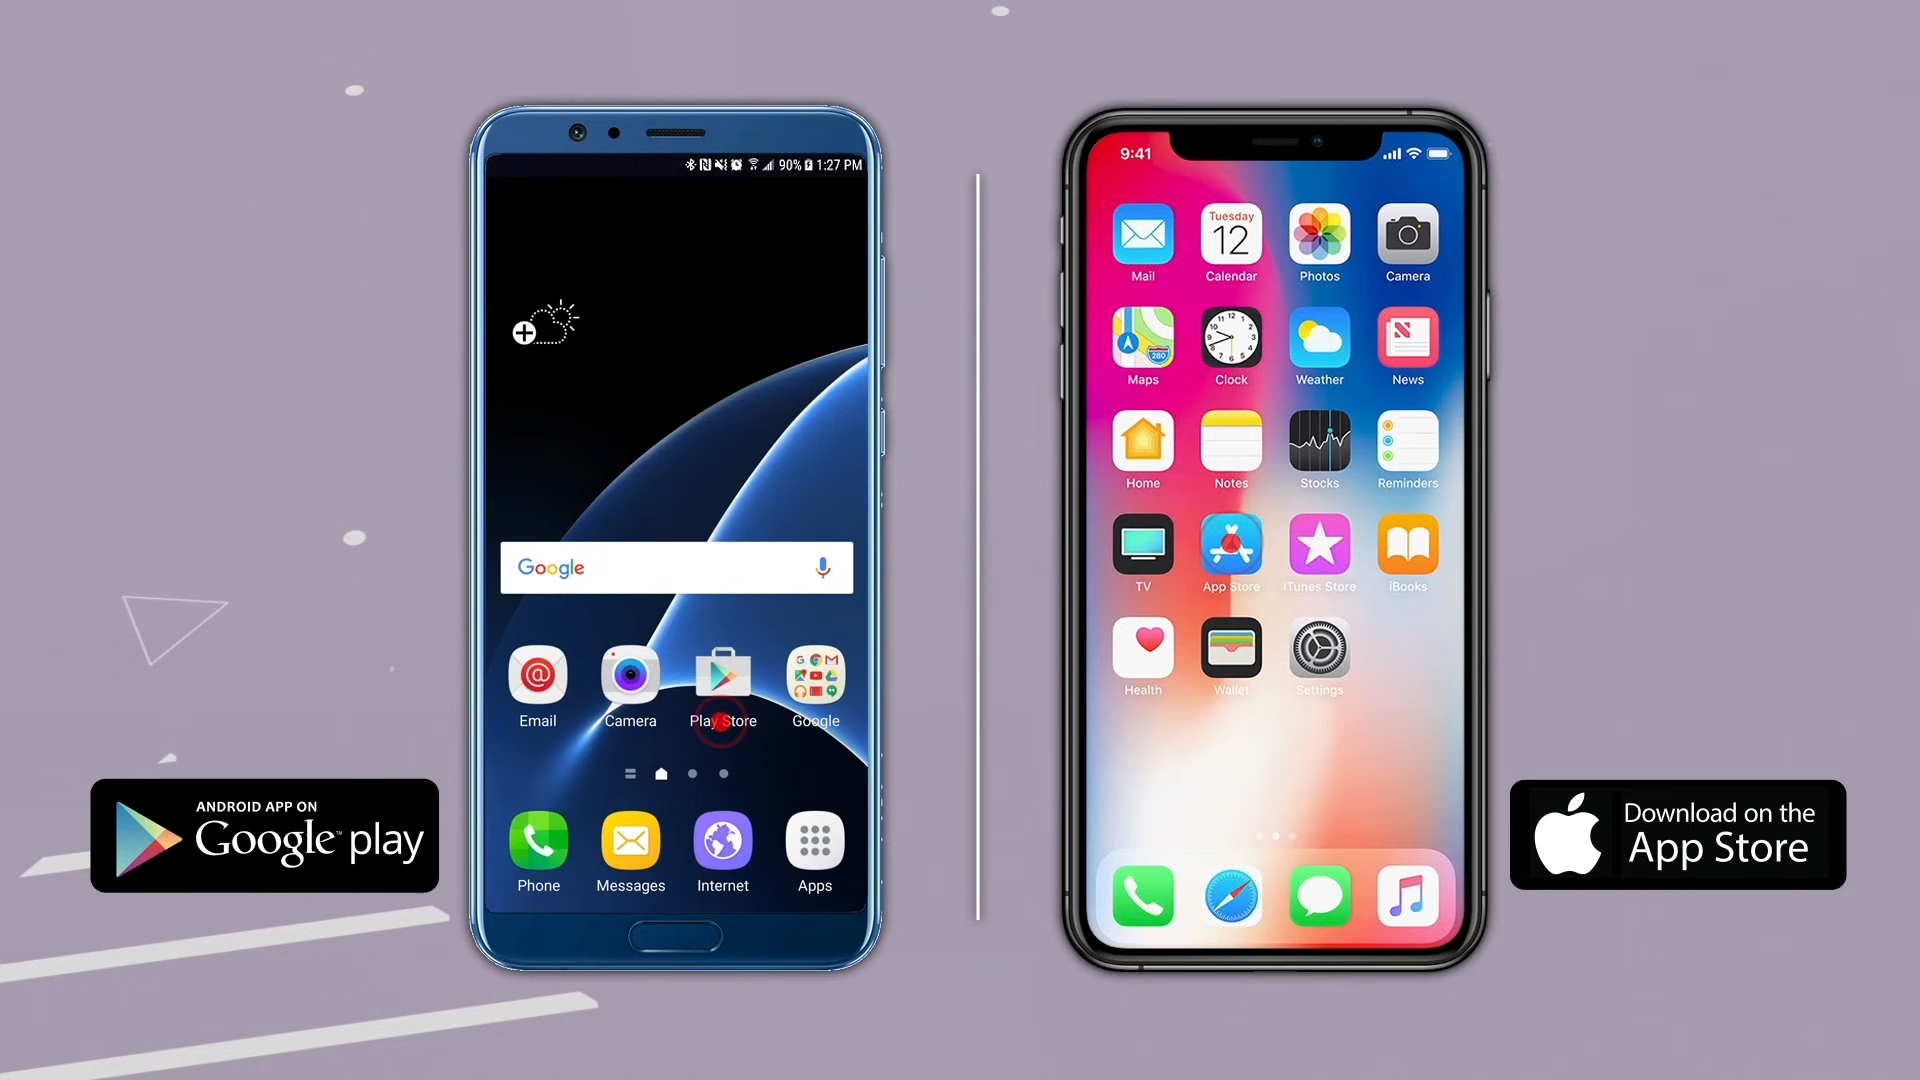 90% 1:27 PM
Google
Email
Camera
Play Store
Google
Phone
Messages
Internet
Apps
ANDROID APP ON
Google play
9:41
Tuesday
12
Mail
Calendar
Photos
Camera
280
Maps
Clock
Weather
News
Home
Notes
Stocks
Reminders
TV
App Store
iTunes Store
iBooks
Health
Wallet
Settings
Download on the
App Store